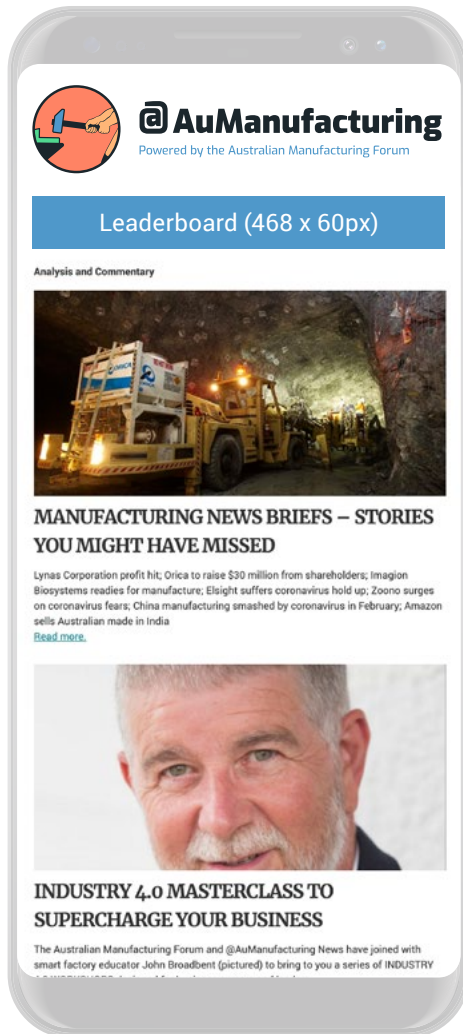 @AuManufacturing
Powered by the Australian Manufacturing Forum
Leaderboard (468 x 60px)
Analysis and Commentary
ORICA
MANUFACTURING NEWS BRIEFS – STORIES
YOU MIGHT HAVE MISSED
Lynas Corporation profit hit; Orica to raise $30 million from shareholders; Imagion
Biosystems readies for manufacture; Elsight suffers coronavirus hold up; Zoono surges
on coronavirus fears; China manufacturing smashed by coronavirus in February; Amazon
sells Australian made in India
Read more.
INDUSTRY 4.0 MASTERCLASS TO
SUPERCHARGE YOUR BUSINESS
The Australian Manufacturing Forum and @AuManufacturing News have joined with
smart factory educator John Broadbent (pictured) to bring to you a series of INDUSTRY